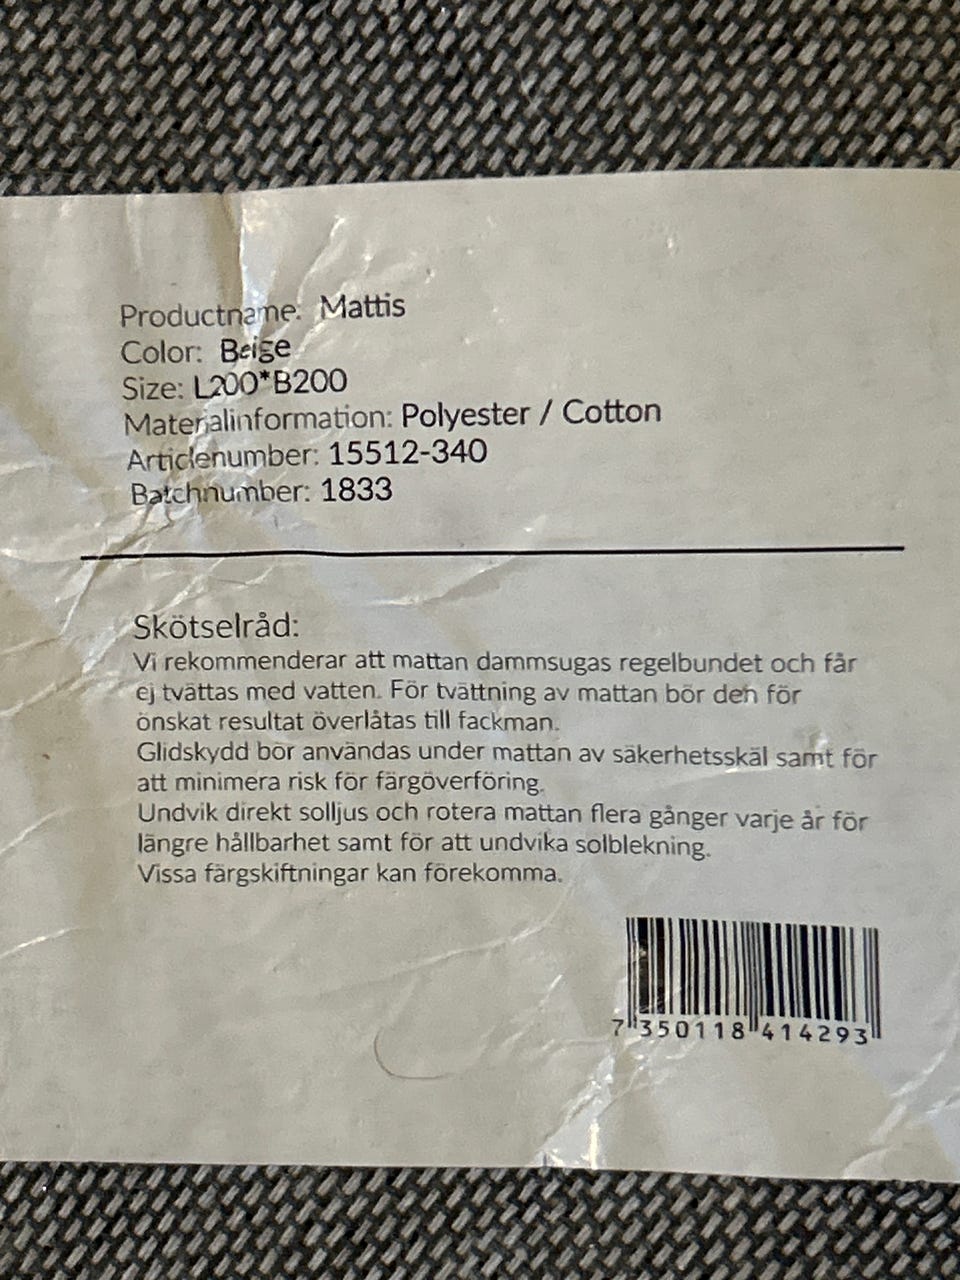 Productname: Mattis
Color: Beige
Size: L200*B200
Materialinformation: Polyester / Cotton
Articlenumber: 15512-340
Batchnumber: 1833
Skötselråd:
Vi rekommenderar att mattan dammsugas regelbundet och får
ej tvättas med vatten. För tvättning av mattan bör den för
önskat resultat överlåtas till fackman.
Glidskydd bör användas under mattan av säkerhetsskäl samt för
att minimera risk för färgöverföring.
Undvik direkt solljus och rotera mattan flera gånger varje år för
längre hållbarhet samt för att undvika solblekning.
Vissa färgskiftningar kan förekomma.
7 350118 414293